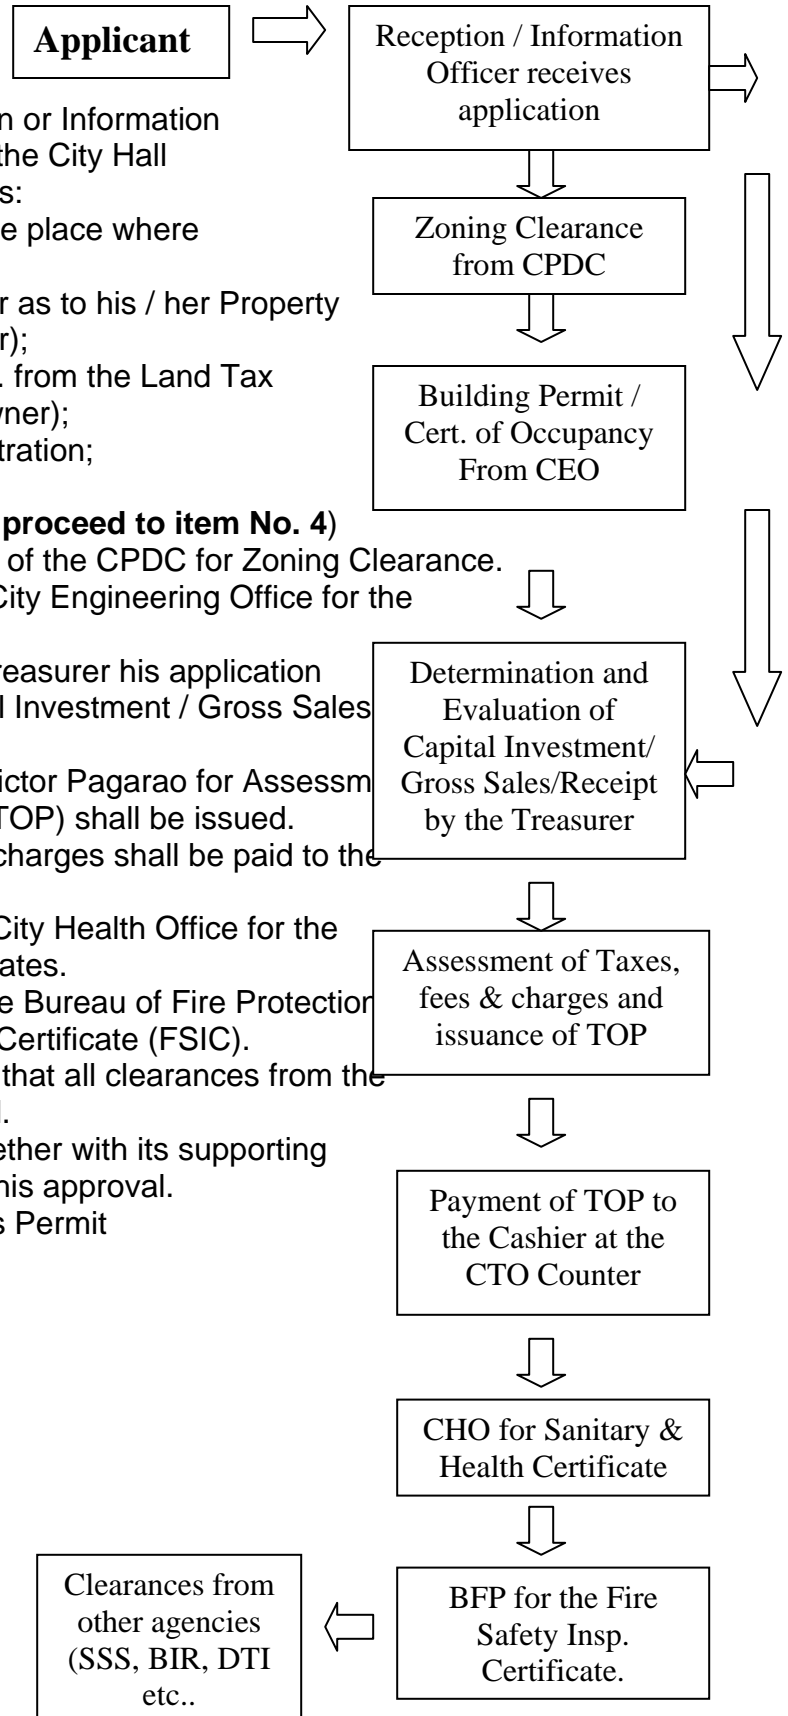 Applicant
Reception / Information
Officer receives
application
n or Information
the City Hall
s:
e place where
r as to his / her Property
r);
. from the Land Tax
wner);
tration;
proceed to item No. 4)
of the CPDC for Zoning Clearance.
City Engineering Office for the
reasurer his application
l Investment / Gross Sales
ictor Pagarao for Assessm
TOP) shall be issued.
charges shall be paid to the
City Health Office for the
ates.
e Bureau of Fire Protection
Certificate (FSIC).
that all clearances from the
l.
ether with its supporting
his approval.
s Permit
Zoning Clearance
from CPDC
Building Permit /
Cert. of Occupancy
From CEO
Determination and
Evaluation of
Capital Investment/
Gross Sales/Receipt
by the Treasurer
Assessment of Taxes,
fees & charges and
issuance of TOP
Payment of TOP to
the Cashier at the
CTO Counter
CHO for Sanitary &
Health Certificate
BFP for the Fire
Safety Insp.
Certificate.
Clearances from
other agencies
(SSS, BIR, DTI
etc..